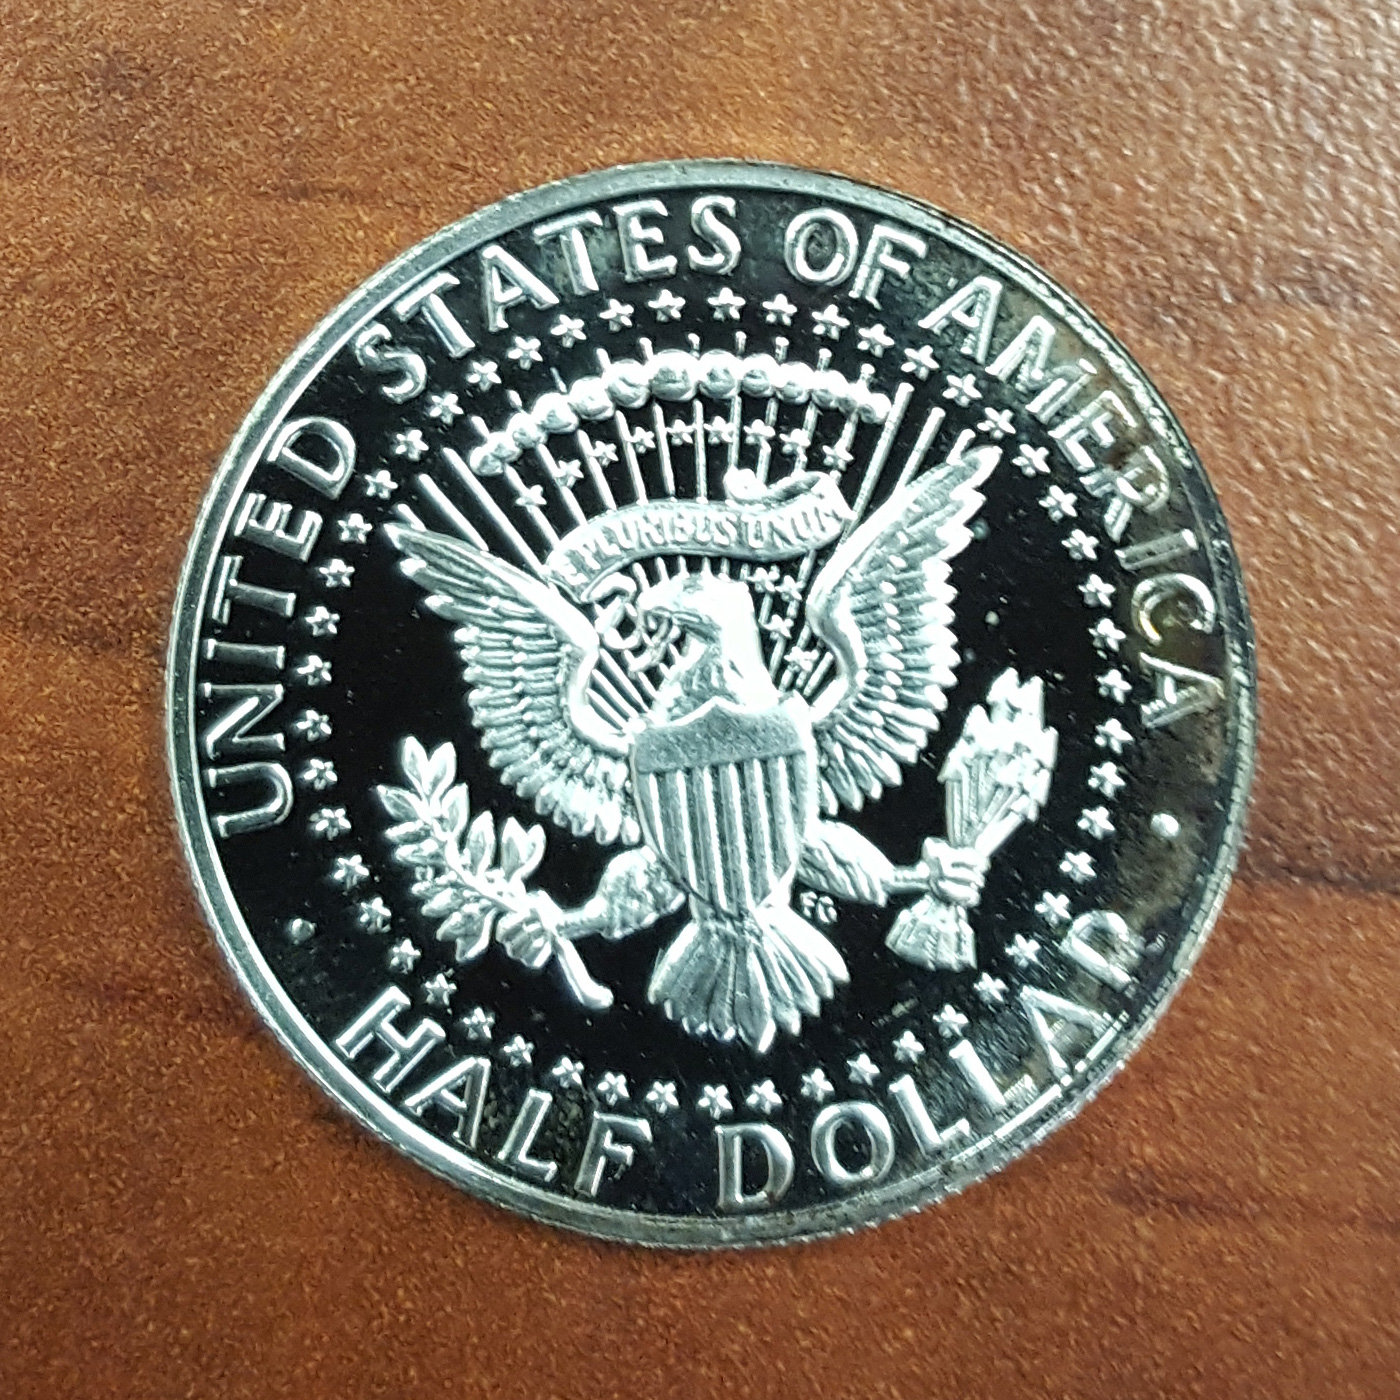 UNITED STATES OF AMERICA
E PLURIBUS UNUM
FG
HALF DOLLAR